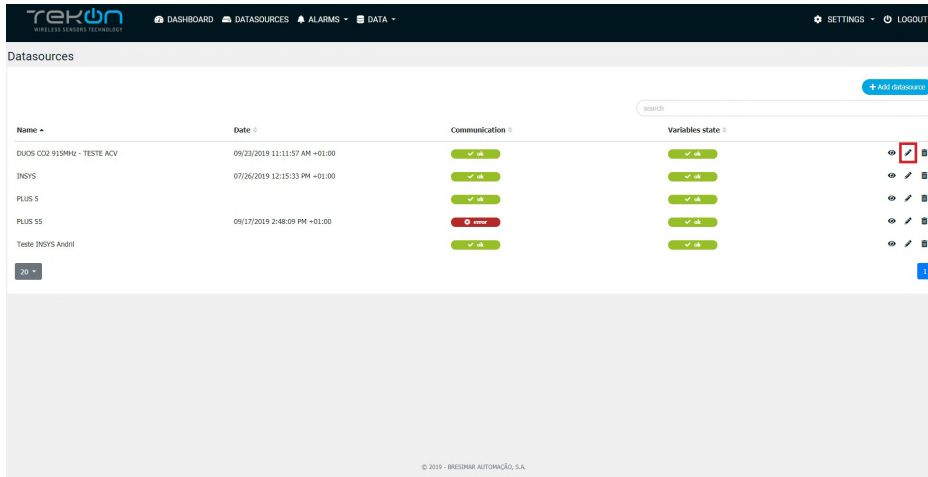 TEKON
WIRELESS SENSORS TECHNOLOGY
DASHBOARD DATASOURCES ALARMS DATA SETTINGS LOGOUT
Datasources
+ Add datasource
search
Name Date Communication Variables state
DUOS CO2 915MHz - TESTE ACV 09/23/2019 11:11:57 AM +01:00 ok ok
INSYS 07/26/2019 12:15:33 PM +01:00 ok ok
PLUS 5 ok ok
PLUS 55 09/17/2019 2:48:09 PM +01:00 error ok
Teste INSYS Andril ok ok
20 1
© 2019 - BRESIMAR AUTOMAÇÃO, S.A.